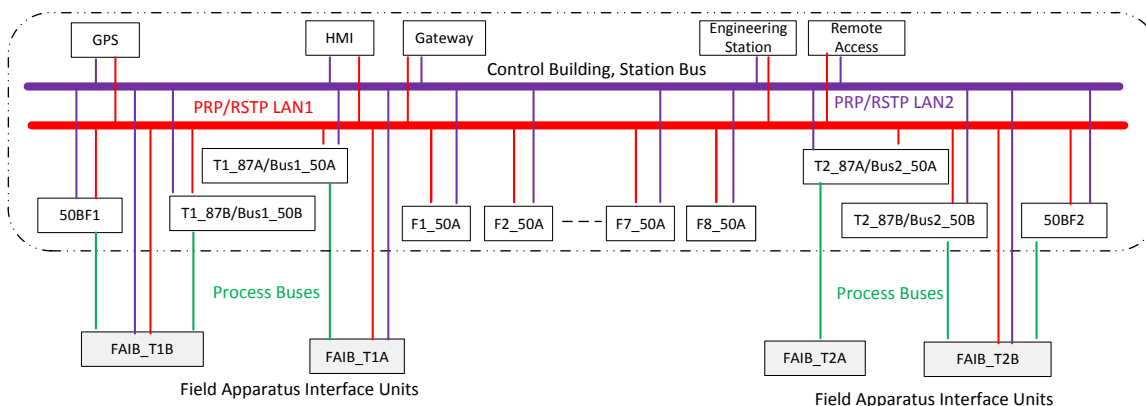 GPS
HMI
Gateway
Engineering
Station
Remote
Access
Control Building, Station Bus
PRP/RSTP LAN1
PRP/RSTP LAN2
T1_87A/Bus1_50A
T2_87A/Bus2_50A
50BF1
T1_87B/Bus1_50B
F1_50A
F2_50A
F7_50A
F8_50A
T2_87B/Bus2_50B
50BF2
Process Buses
Process Buses
FAIB_T1B
FAIB_T1A
FAIB_T2A
FAIB_T2B
Field Apparatus Interface Units
Field Apparatus Interface Units